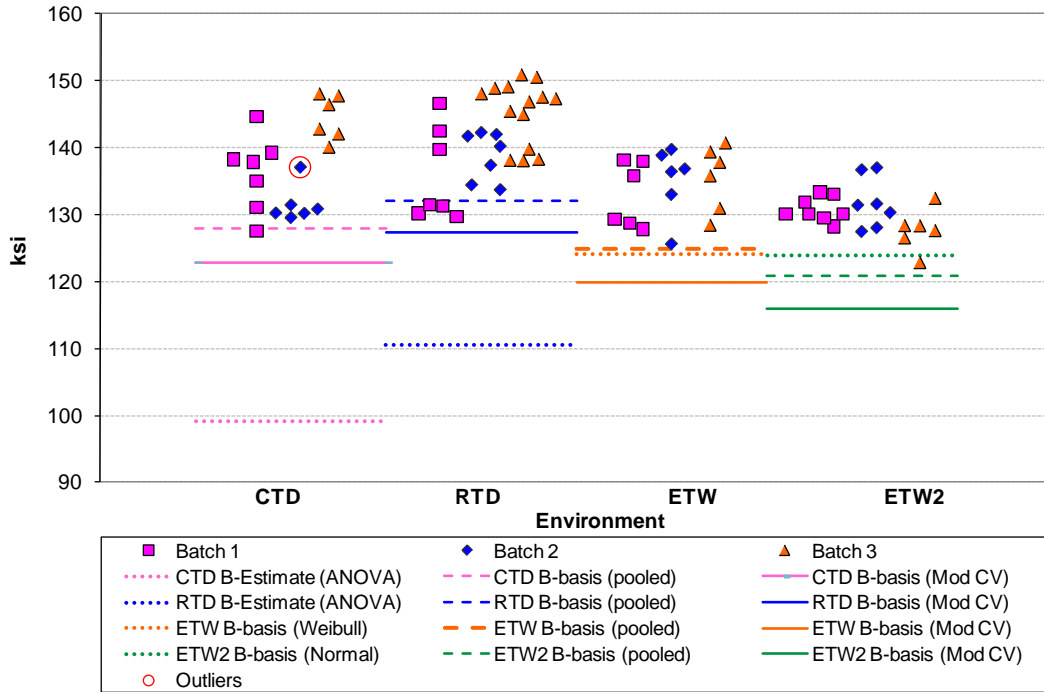 160
150
140
130
120
110
100
90
ksi
CTD RTD ETW ETW2
Environment
Batch 1 Batch 2 Batch 3
CTD B-Estimate (ANOVA) CTD B-basis (pooled) CTD B-basis (Mod CV)
RTD B-Estimate (ANOVA) RTD B-basis (pooled) RTD B-basis (Mod CV)
ETW B-basis (Weibull) ETW B-basis (pooled) ETW B-basis (Mod CV)
ETW2 B-basis (Normal) ETW2 B-basis (pooled) ETW2 B-basis (Mod CV)
Outliers